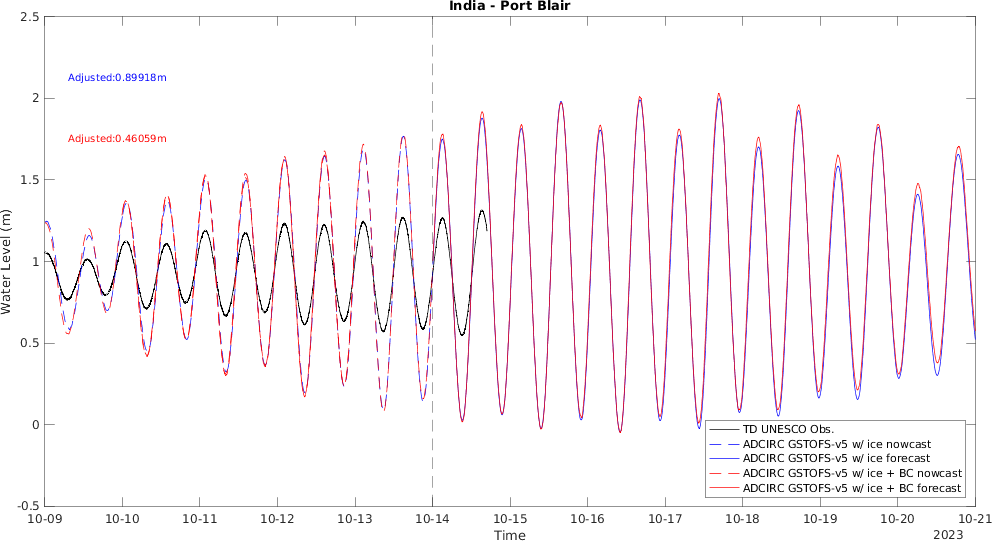 India - Port Blair
2.5
2
1.5
1
0.5
0
-0.5
Water Level (m)
Adjusted:0.89918m
Adjusted:0.46059m
TD UNESCO Obs.
ADCIRC GSTOFS-v5 w/ ice nowcast
ADCIRC GSTOFS-v5 w/ ice forecast
ADCIRC GSTOFS-v5 w/ ice + BC nowcast
ADCIRC GSTOFS-v5 w/ ice + BC forecast
10-09 10-10 10-11 10-12 10-13 10-14 10-15 10-16 10-17 10-18 10-19 10-20 10-21
Time
2023